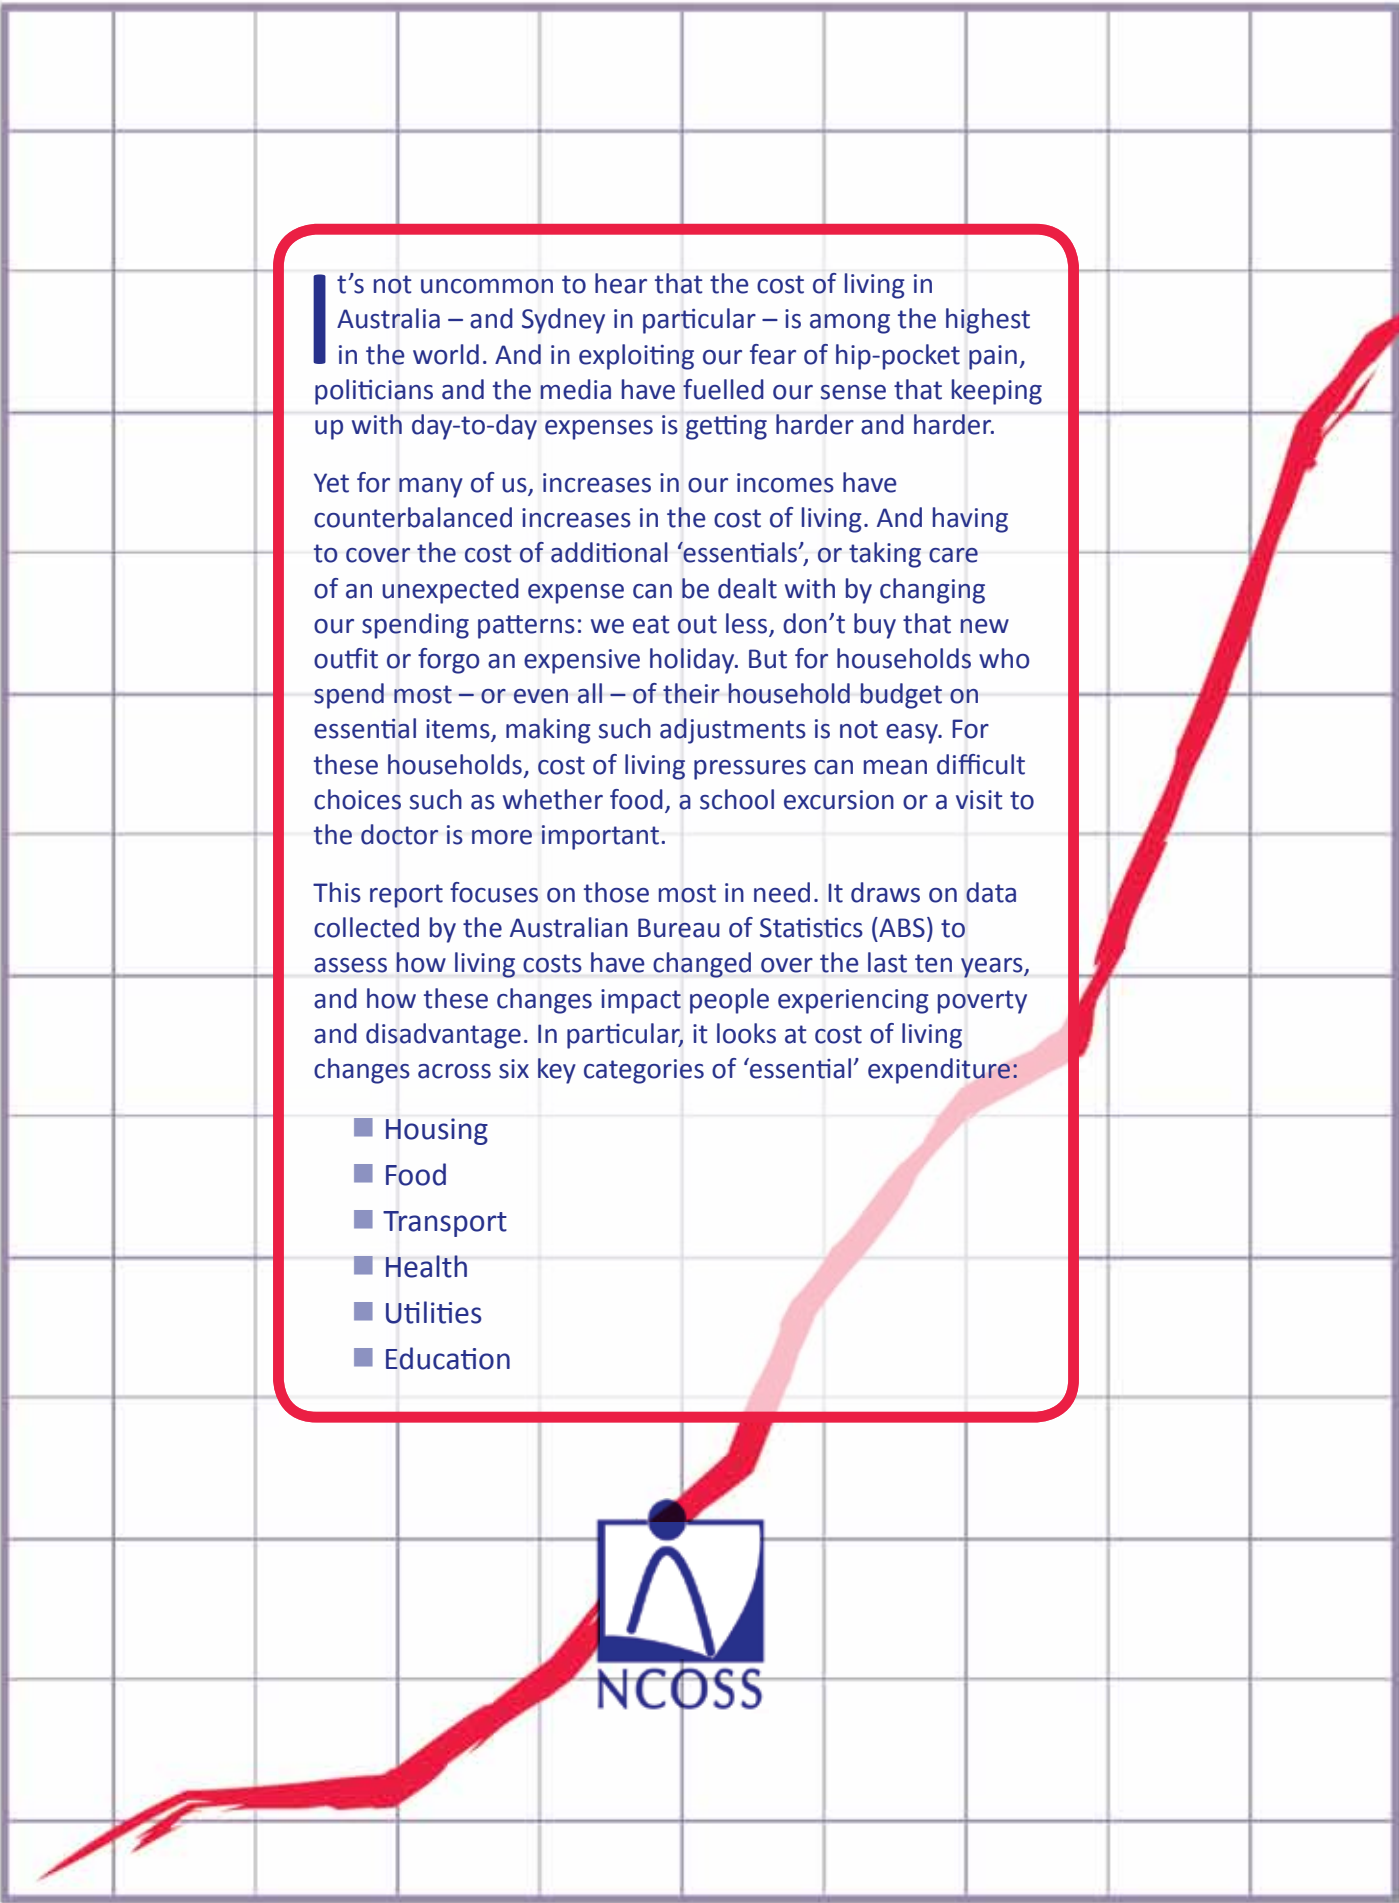 It’s not uncommon to hear that the cost of living in
Australia – and Sydney in particular – is among the highest
in the world. And in exploiting our fear of hip-pocket pain,
politicians and the media have fuelled our sense that keeping
up with day-to-day expenses is getting harder and harder.
Yet for many of us, increases in our incomes have
counterbalanced increases in the cost of living. And having
to cover the cost of additional ‘essentials’, or taking care
of an unexpected expense can be dealt with by changing
our spending patterns: we eat out less, don’t buy that new
outfit or forgo an expensive holiday. But for households who
spend most – or even all – of their household budget on
essential items, making such adjustments is not easy. For
these households, cost of living pressures can mean difficult
choices such as whether food, a school excursion or a visit to
the doctor is more important.
This report focuses on those most in need. It draws on data
collected by the Australian Bureau of Statistics (ABS) to
assess how living costs have changed over the last ten years,
and how these changes impact people experiencing poverty
and disadvantage. In particular, it looks at cost of living
changes across six key categories of ‘essential’ expenditure:
■ Housing
■ Food
■ Transport
■ Health
■ Utilities
■ Education
NCOSS